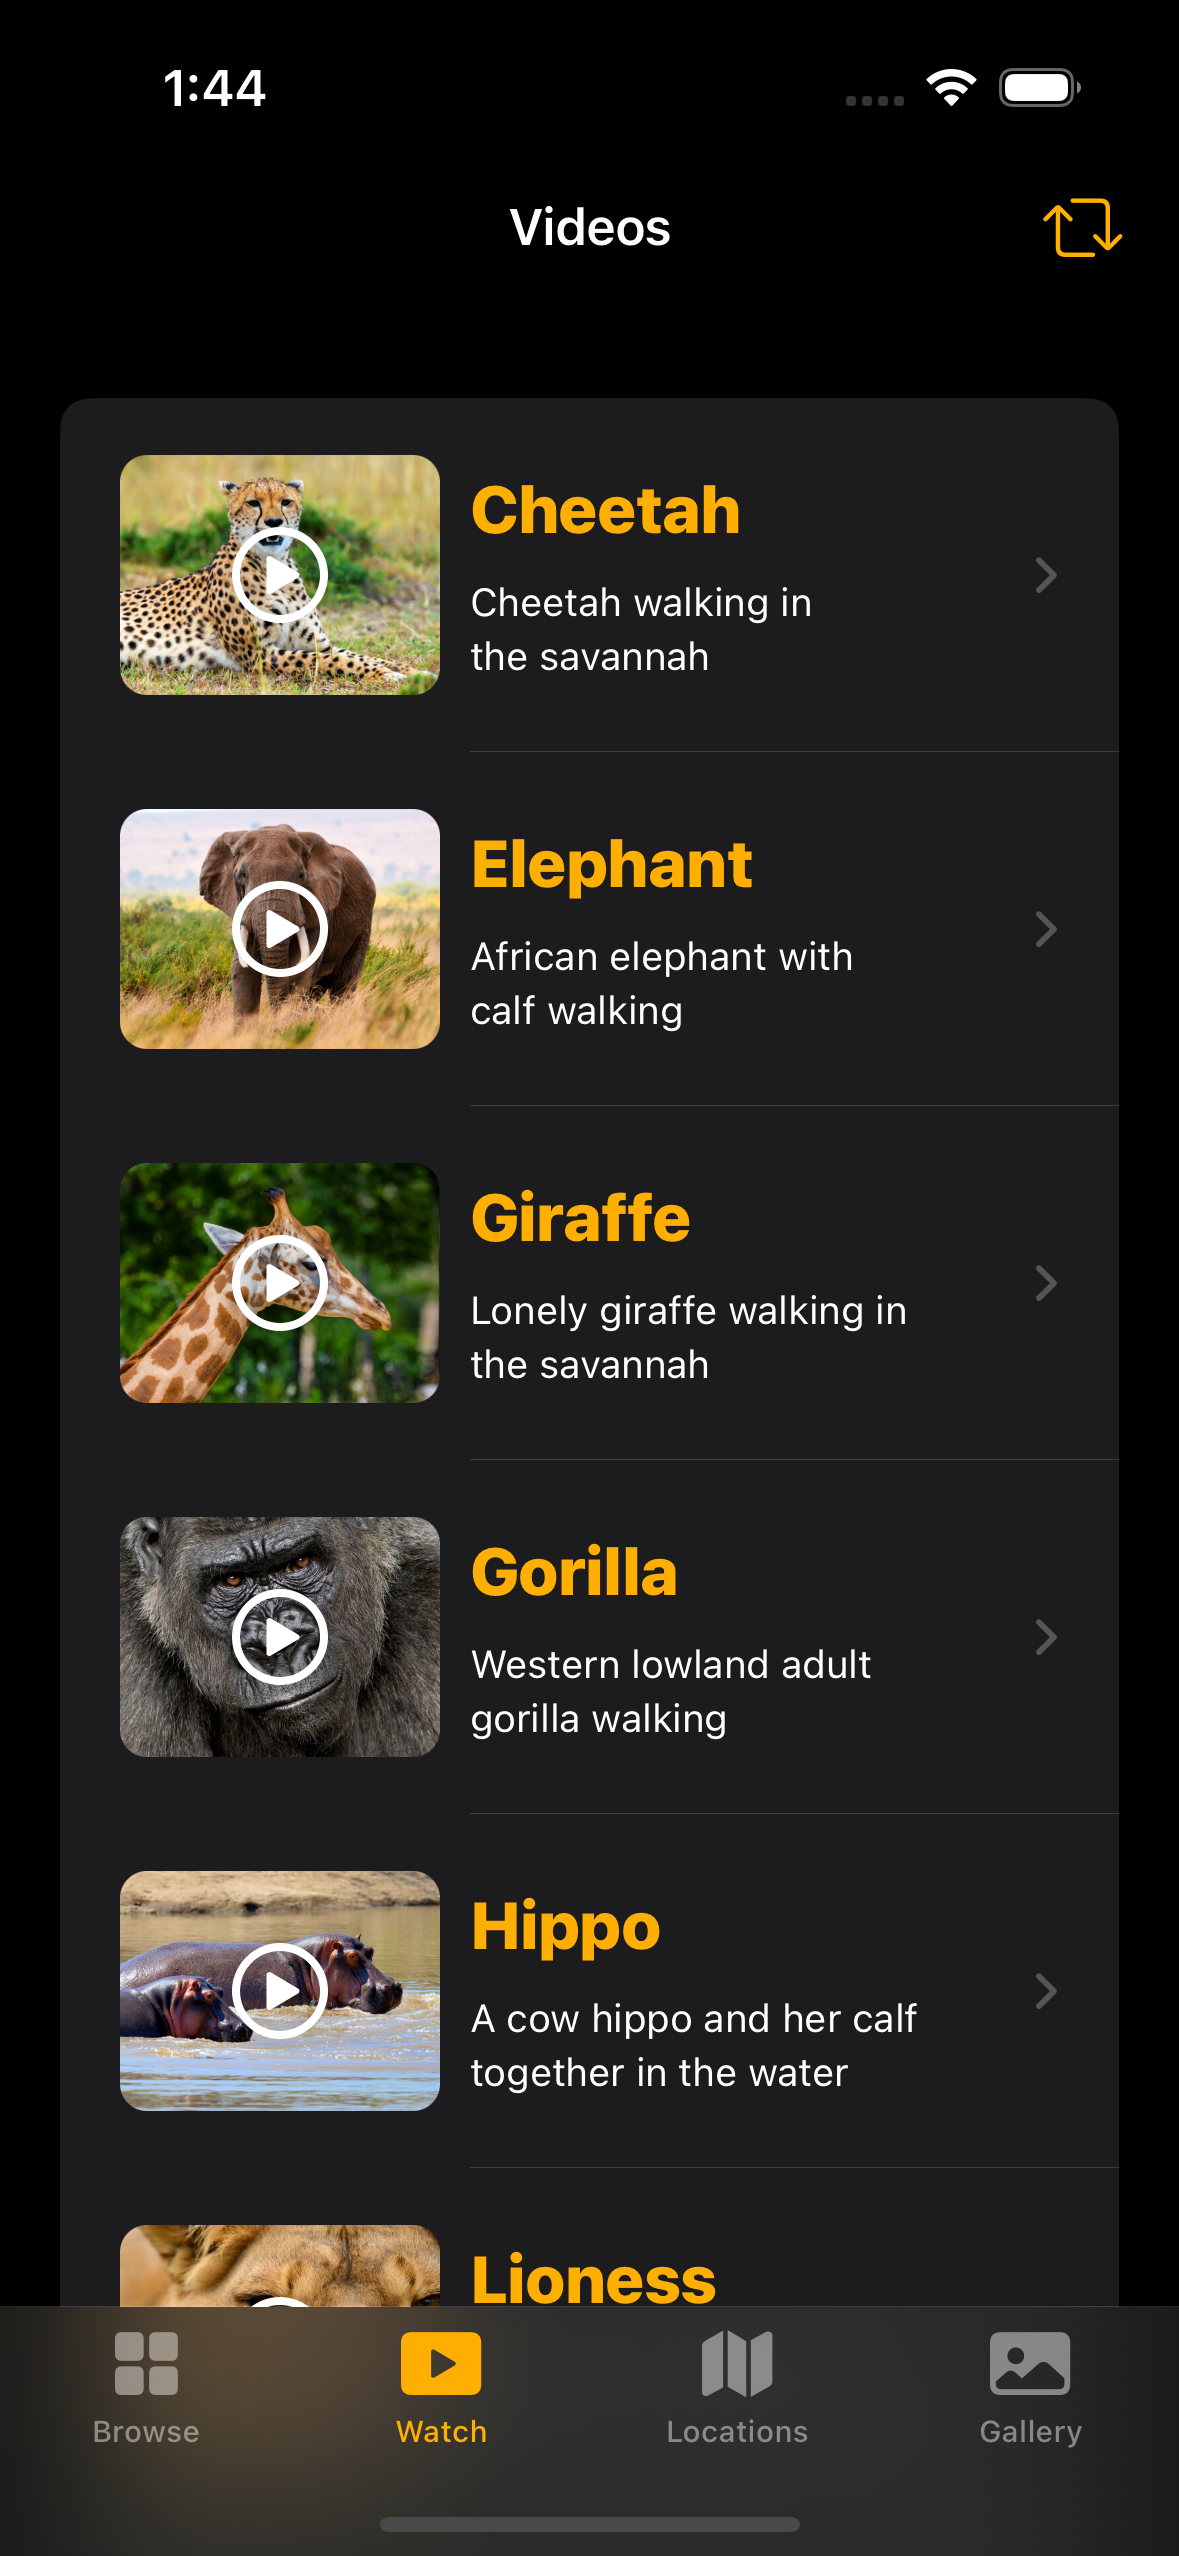 1:44
Videos
Cheetah
Cheetah walking in
the savannah
Elephant
African elephant with
calf walking
Giraffe
Lonely giraffe walking in
the savannah
Gorilla
Western lowland adult
gorilla walking
Hippo
A cow hippo and her calf
together in the water
Lioness
Browse
Watch
Locations
Gallery